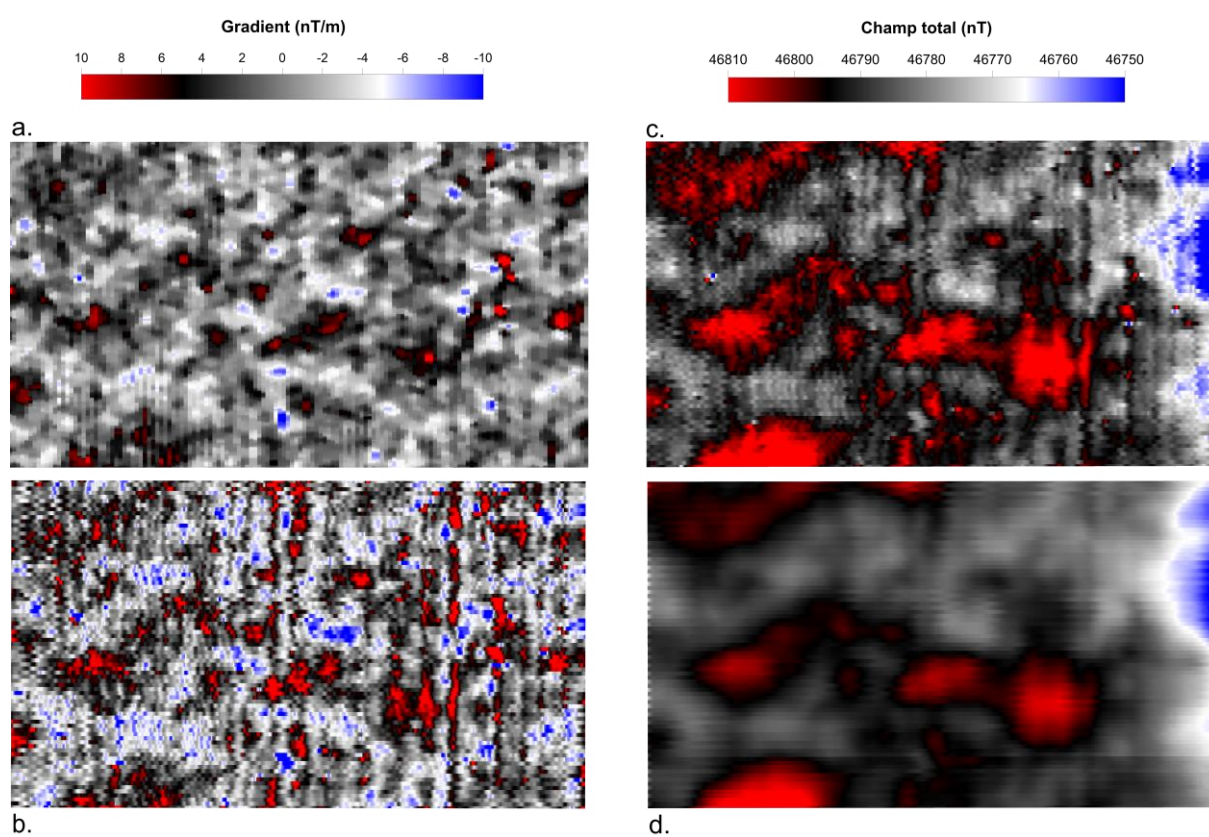 Gradient (nT/m)
10 8 6 4 2 0 -2 -4 -6 -8 -10
Champ total (nT)
46810 46800 46790 46780 46770 46760 46750
a.
c.
b.
d.